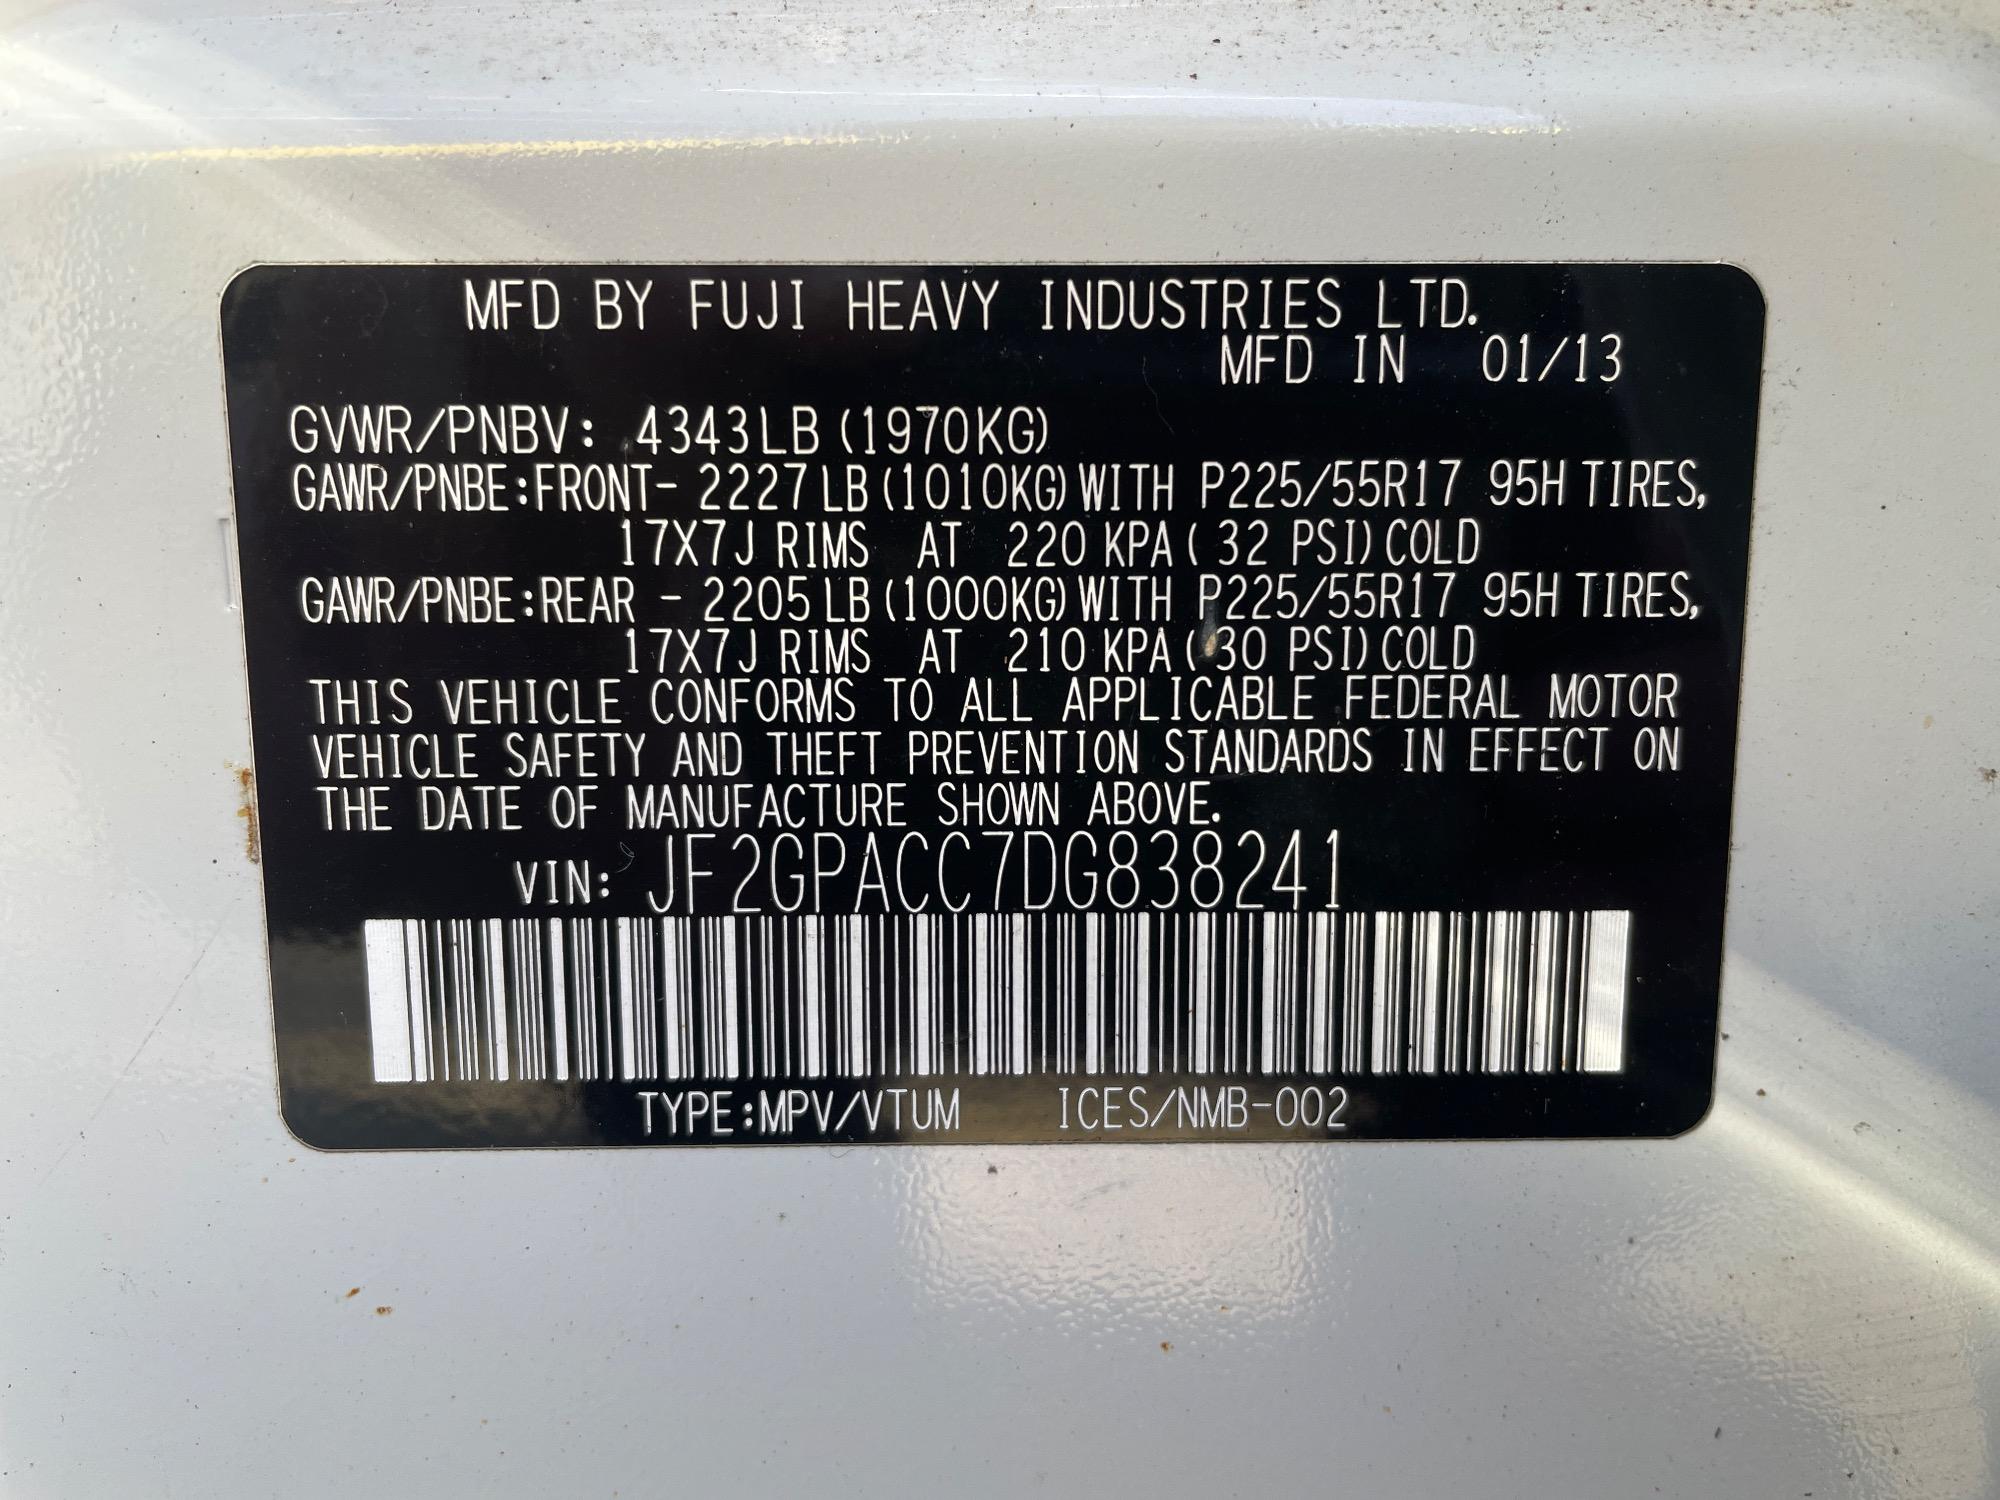 MFD BY FUJI HEAVY INDUSTRIES LTD.
MFD IN 01/13
GVWR/PNBV: 4343LB (1970KG)
GAWR/PNBE:FRONT- 2227LB (1010KG) WITH P225/55R17 95H TIRES,
17X7J RIMS AT 220 KPA ( 32 PSI) COLD
GAWR/PNBE:REAR - 2205LB (1000KG) WITH P225/55R17 95H TIRES,
17X7J RIMS AT 210 KPA ( 30 PSI) COLD
THIS VEHICLE CONFORMS TO ALL APPLICABLE FEDERAL MOTOR
VEHICLE SAFETY AND THEFT PREVENTION STANDARDS IN EFFECT ON
THE DATE OF MANUFACTURE SHOWN ABOVE.
VIN: JF2GPACC7DG838241
TYPE:MPV/VTUM ICES/NMB-002